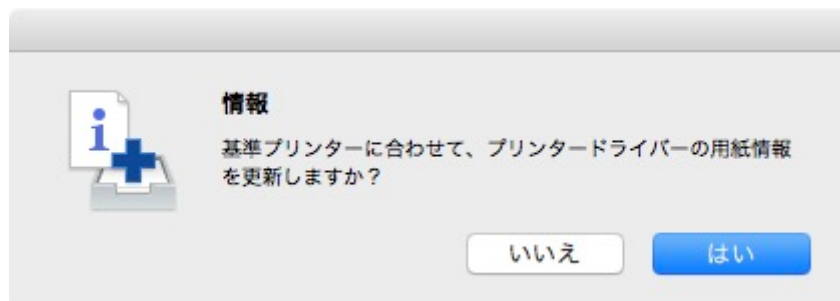 情報
基準プリンターに合わせて、プリンタードライバーの用紙情報
を更新しますか？
いいえ
はい